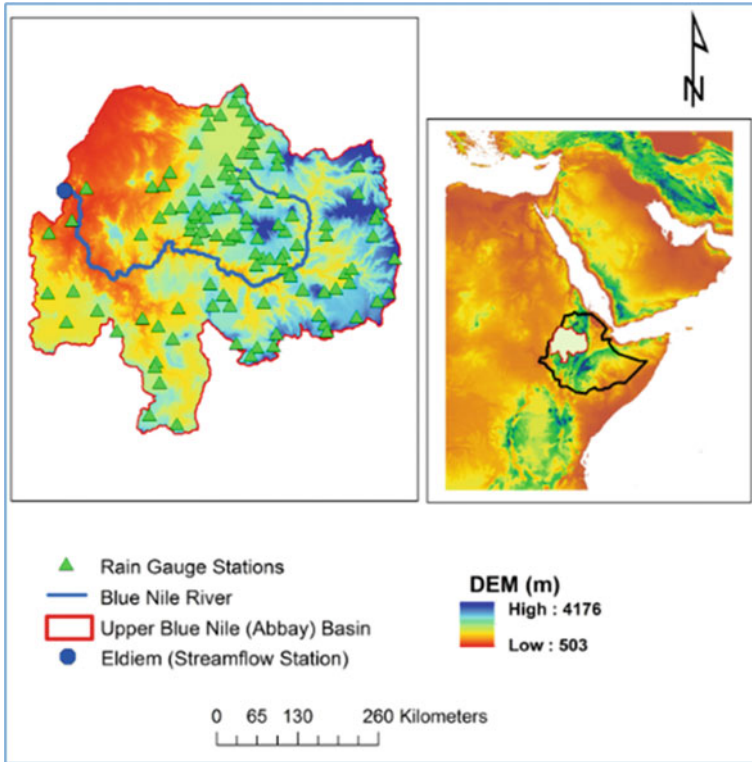 N
Rain Gauge Stations
Blue Nile River
Upper Blue Nile (Abbay) Basin
Eldiem (Streamflow Station)
DEM (m)
High : 4176
Low : 503
0 65 130 260 Kilometers